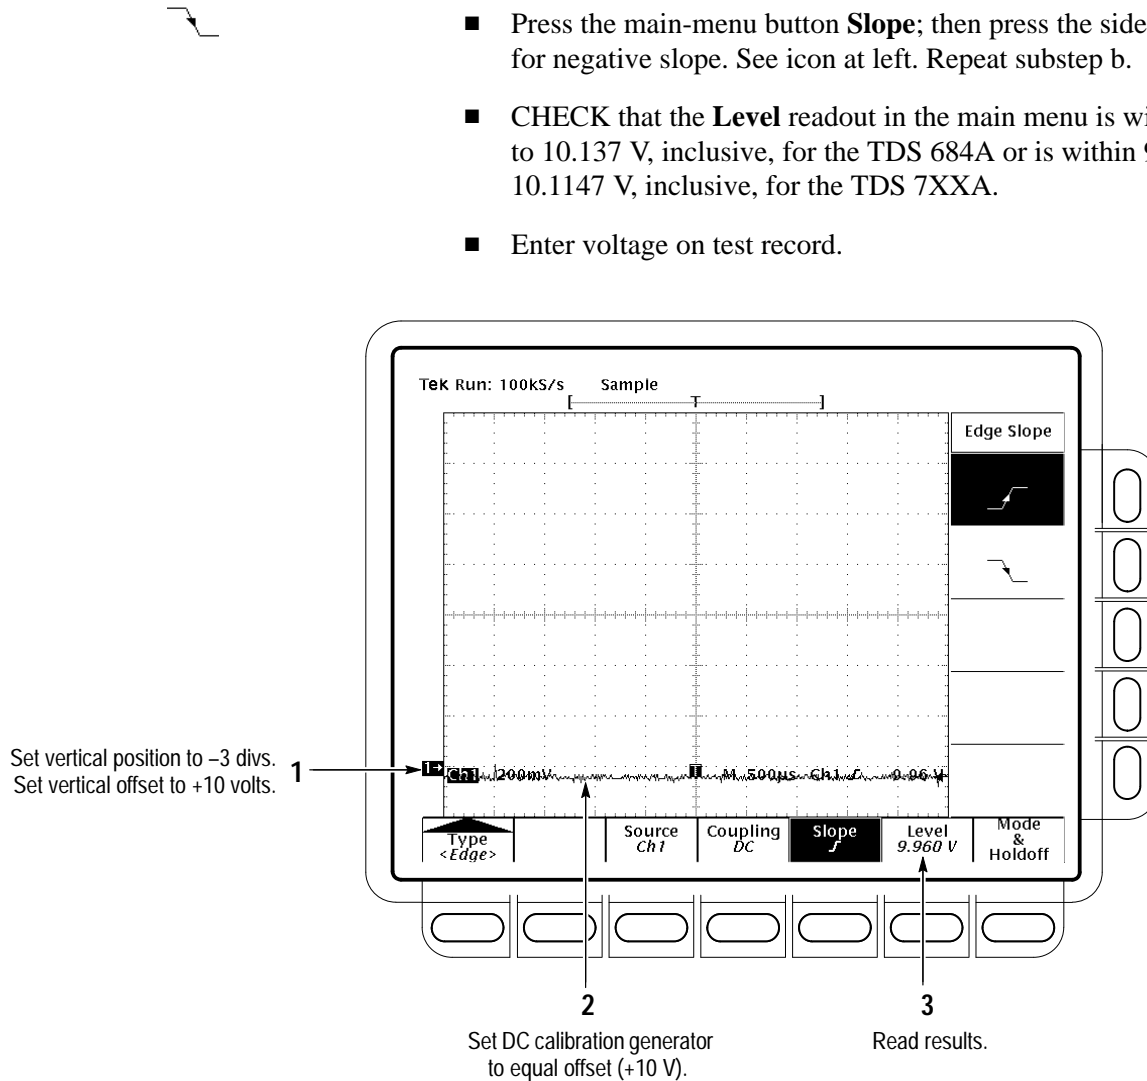 ■ Press the main-menu button Slope; then press the side
for negative slope. See icon at left. Repeat substep b.
■ CHECK that the Level readout in the main menu is wi
to 10.137 V, inclusive, for the TDS 684A or is within 9
10.1147 V, inclusive, for the TDS 7XXA.
■ Enter voltage on test record.
Tek Run: 100kS/s Sample
[ T ]
Edge Slope
Set vertical position to –3 divs.
Set vertical offset to +10 volts.
1
1→
Ch1 200mV M 500µs Ch1 ƒ 9.96 V
Type
<Edge>
Source
Ch1
Coupling
DC
Slope
ƒ
Level
9.960 V
Mode
&
Holdoff
2
Set DC calibration generator
to equal offset (+10 V).
3
Read results.